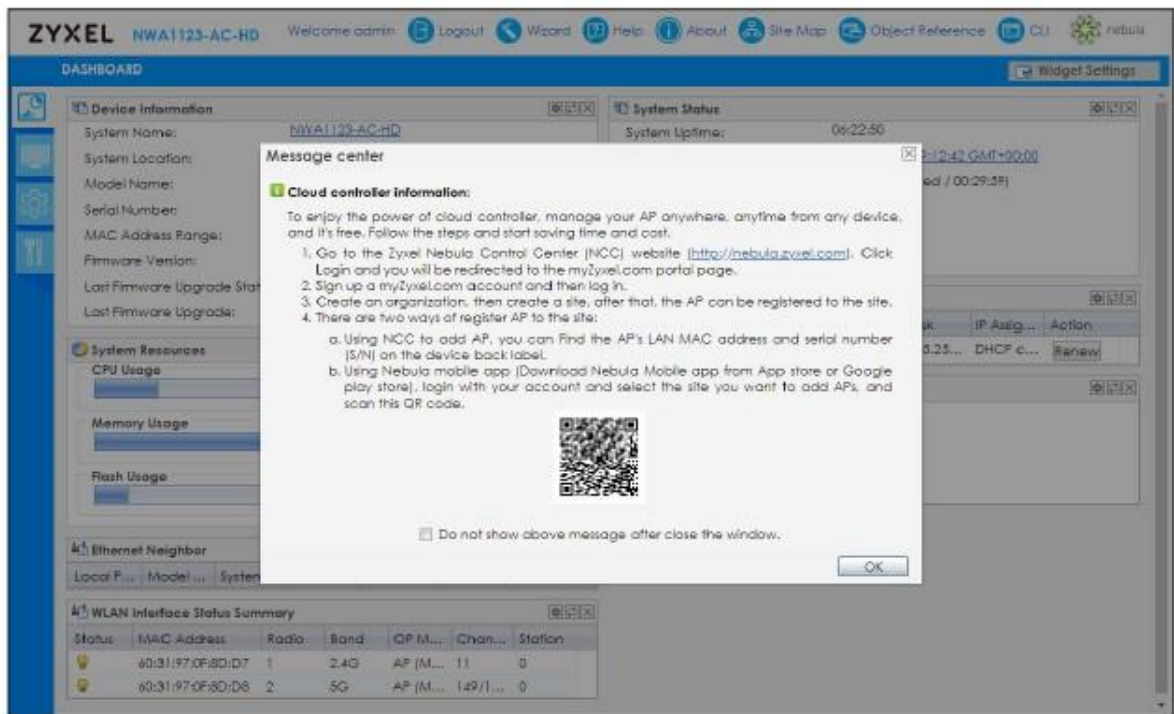 ZYXEL NWA1123-AC-HD Welcome admin Logout Wizard Help About Site Map Object Reference CLI nebula
DASHBOARD Widget Settings
Device Information
System Name: NWA1123-AC-HD
System Location:
Model Name:
Serial Number:
MAC Address Range:
Firmware Version:
Last Firmware Upgrade Stat
Last Firmware Upgrade:
System Resources
CPU Usage
Memory Usage
Flash Usage
Ethernet Neighbor
Local P... Model ... System
WLAN Interface Status Summary
Status MAC Address Radio Band OP M... Chan... Station
60:31:97:0F:8D:D7 1 2.4G AP (M... 11 0
60:31:97:0F:8D:D8 2 5G AP (M... 149/1... 0
System Status
System Uptime: 06:22:50
:12:42 GMT+00:00
ed / 00:29:59)
sk IP Assig... Action
5.25... DHCP c... Renew
Message center
Cloud controller information:
To enjoy the power of cloud controller, manage your AP anywhere, anytime from any device,
and it's free. Follow the steps and start saving time and cost.
1. Go to the Zyxel Nebula Control Center (NCC) website (http://nebula.zyxel.com). Click
Login and you will be redirected to the myZyxel.com portal page.
2. Sign up a myZyxel.com account and then log in.
3. Create an organization, then create a site, after that, the AP can be registered to the site.
4. There are two ways of register AP to the site:
a. Using NCC to add AP, you can Find the AP's LAN MAC address and serial number
(S/N) on the device back label.
b. Using Nebula mobile app (Download Nebula Mobile app from App store or Google
play store), login with your account and select the site you want to add APs, and
scan this QR code.
Do not show above message after close the window.
OK